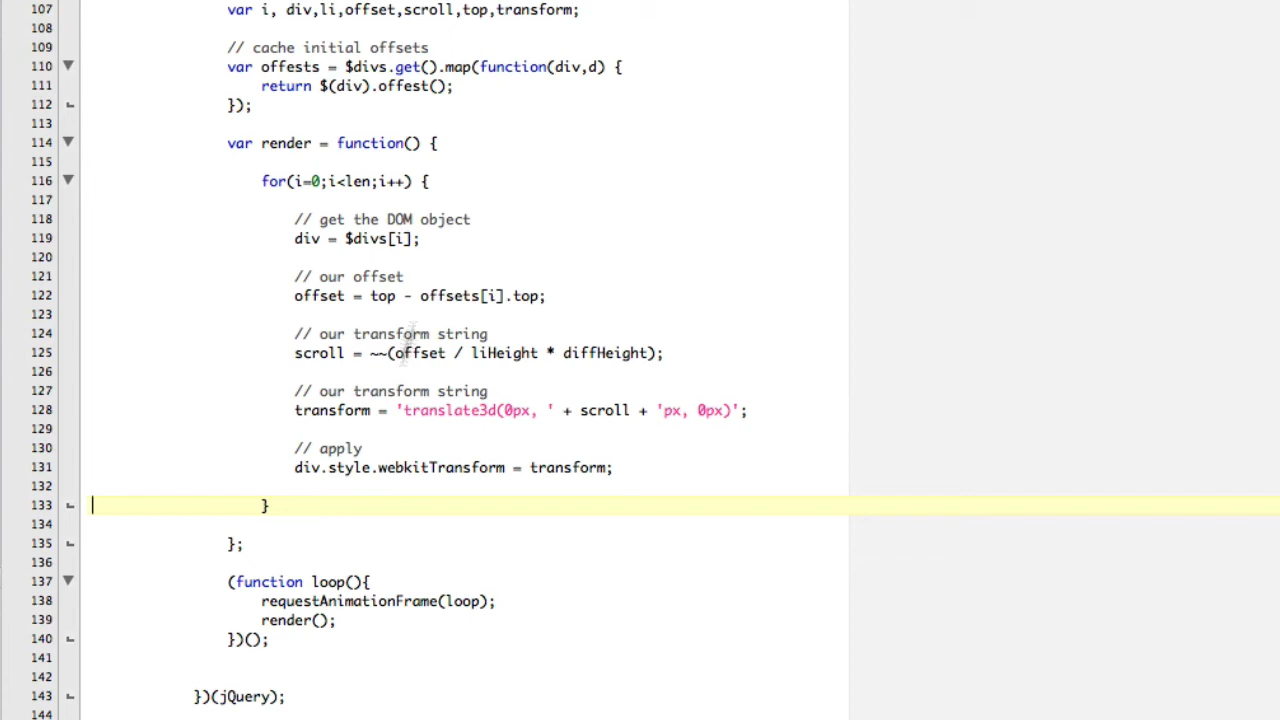 107 var i, div,li,offset,scroll,top,transform;
108
109 // cache initial offsets
110 var offests = $divs.get().map(function(div,d) {
111 return $(div).offest();
112 });
113
114 var render = function() {
115
116 for(i=0;i<len;i++) {
117
118 // get the DOM object
119 div = $divs[i];
120
121 // our offset
122 offset = top - offsets[i].top;
123
124 // our transform string
125 scroll = ~~(offset / liHeight * diffHeight);
126
127 // our transform string
128 transform = 'translate3d(0px, ' + scroll + 'px, 0px)';
129
130 // apply
131 div.style.webkitTransform = transform;
132
133 }
134
135 };
136
137 (function loop(){
138 requestAnimationFrame(loop);
139 render();
140 })();
141
142
143 })(jQuery);
144